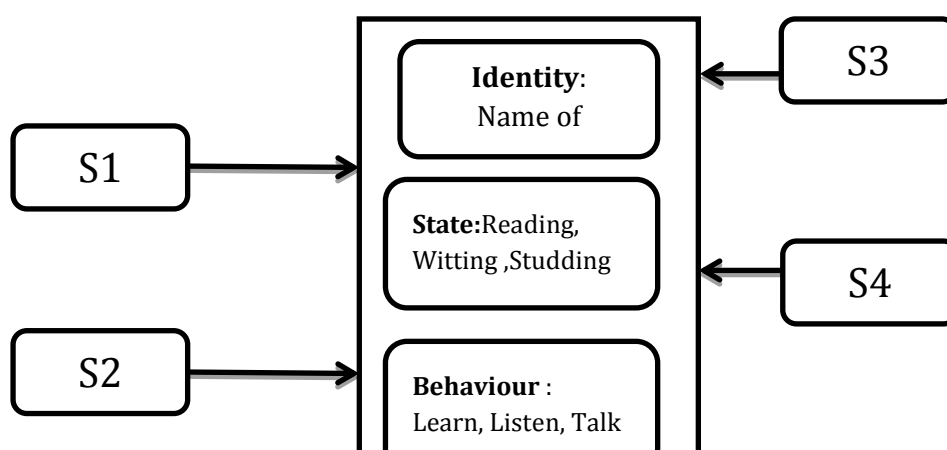 S3
Identity:
Name of
S1
State:Reading,
Witting ,Studding
S4
S2
Behaviour :
Learn, Listen, Talk